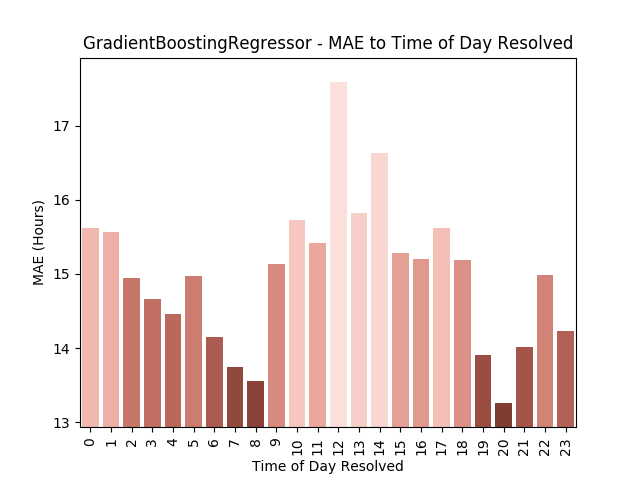 GradientBoostingRegressor - MAE to Time of Day Resolved
MAE (Hours)
17
16
15
14
13
0 1 2 3 4 5 6 7 8 9 10 11 12 13 14 15 16 17 18 19 20 21 22 23
Time of Day Resolved